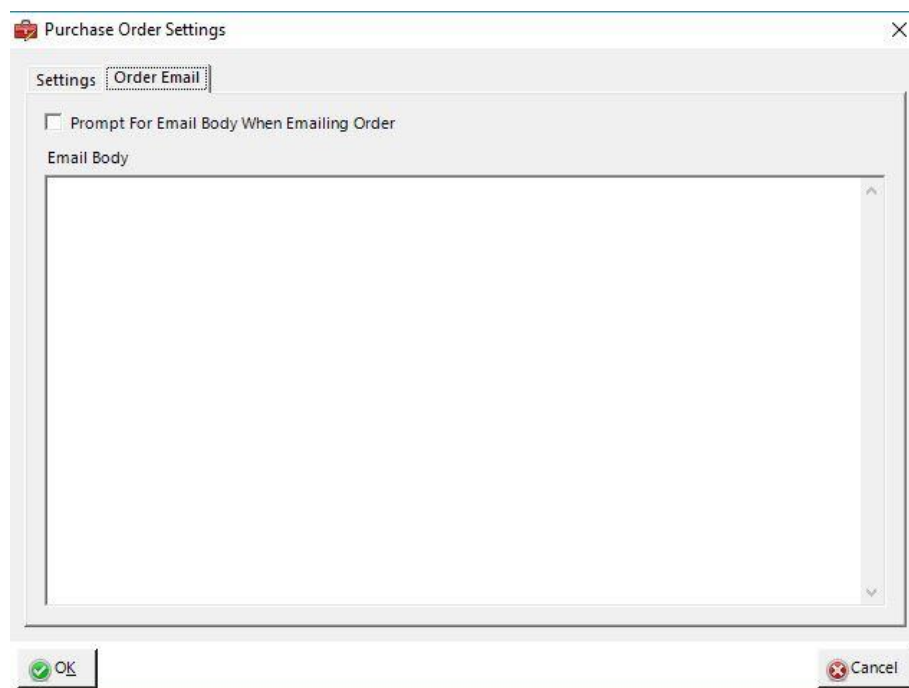 Purchase Order Settings
Settings Order Email
Prompt For Email Body When Emailing Order
Email Body
OK Cancel